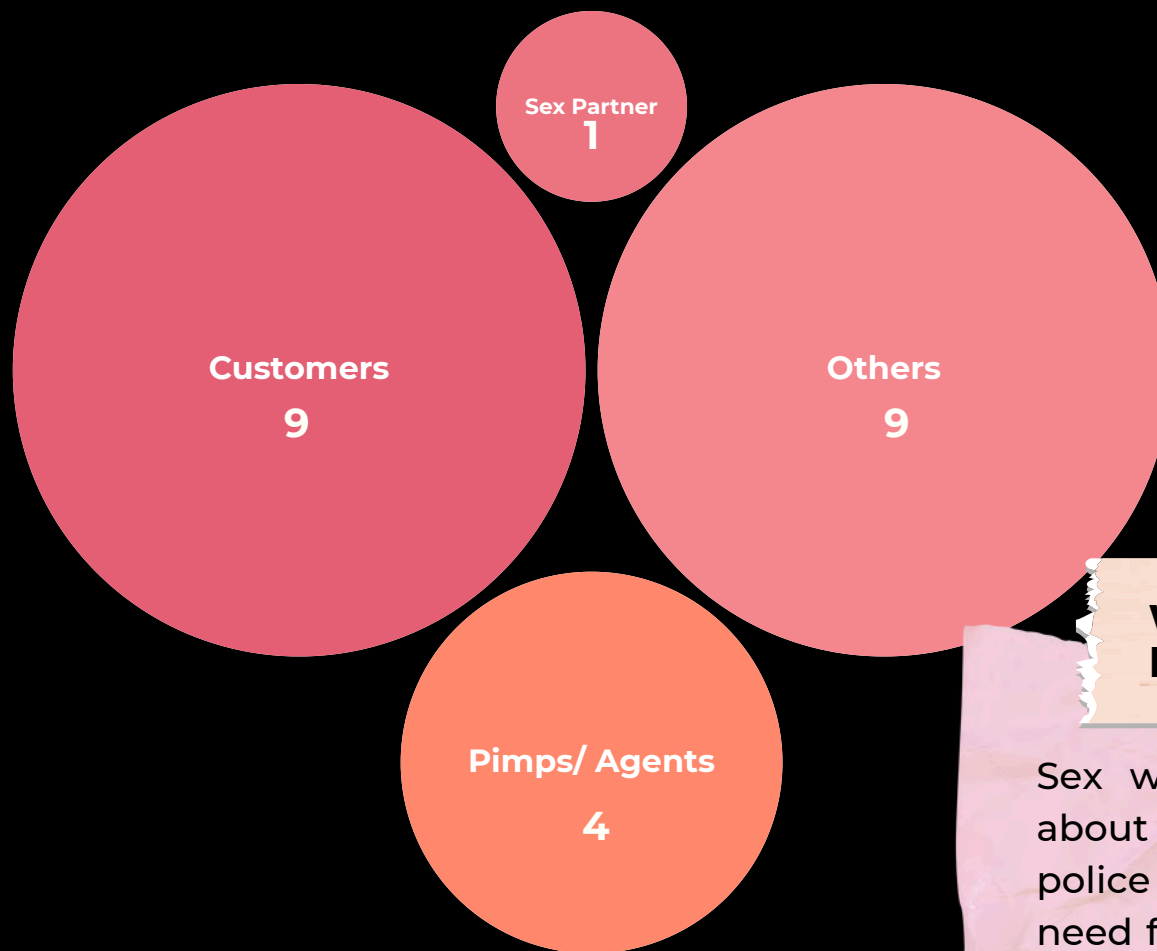 Sex Partner
1
Customers
9
Others
9
Pimps/ Agents
4
Sex
about
police
need